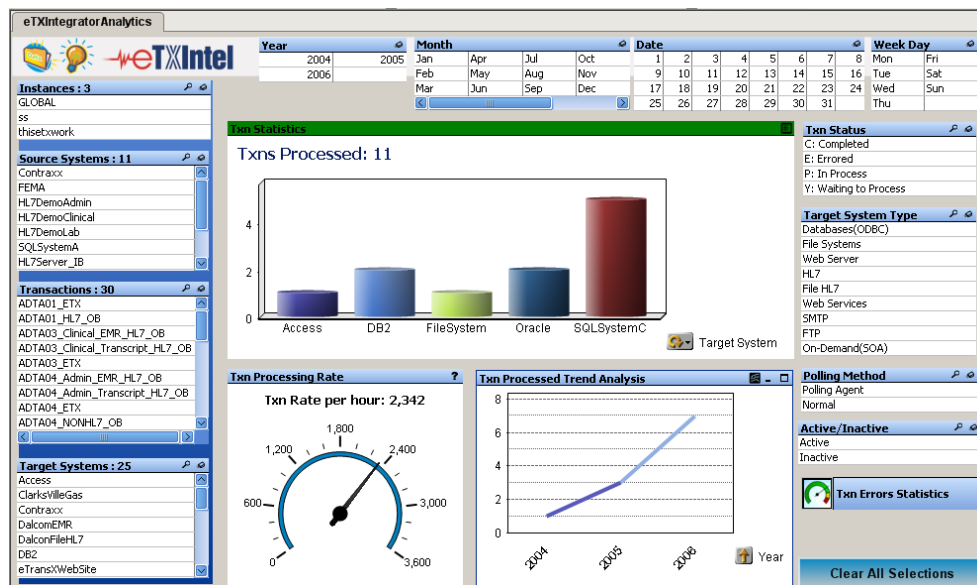 eTXIntegratorAnalytics
eTXIntel
Year
2004 2005
2006
Month
Jan Apr Jul Oct
Feb May Aug Nov
Mar Jun Sep Dec
Date
1 2 3 4 5 6 7 8
9 10 11 12 13 14 15 16
17 18 19 20 21 22 23 24
25 26 27 28 29 30 31
Week Day
Mon Fri
Tue Sat
Wed Sun
Thu
Instances : 3
GLOBAL
ss
thisetxwork
Source Systems : 11
Contraxx
FEMA
HL7DemoAdmin
HL7DemoClinical
HL7DemoLab
SQLSystemA
HL7Server_IB
Transactions : 30
ADTA01_ETX
ADTA01_HL7_OB
ADTA03_Clinical_EMR_HL7_OB
ADTA03_Clinical_Transcript_HL7_OB
ADTA03_ETX
ADTA04_Admin_EMR_HL7_OB
ADTA04_Admin_Transcript_HL7_OB
ADTA04_ETX
ADTA04_NONHL7_OB
Target Systems : 25
Access
ClarksVilleGas
Contraxx
DalcomEMR
DalconFileHL7
DB2
eTransXWebSite
Txn Statistics
Txns Processed: 11
4
2
0
Access DB2 FileSystem Oracle SQLSystemC
Target System
Txn Processing Rate ?
Txn Rate per hour: 2,342
0
600
1,200
1,800
2,400
3,000
3,600
Txn Processed Trend Analysis
8
6
4
2
0
2004 2005 2006
Year
Txn Status
C: Completed
E: Errored
P: In Process
Y: Waiting to Process
Target System Type
Databases(ODBC)
File Systems
Web Server
HL7
File HL7
Web Services
SMTP
FTP
On-Demand(SOA)
Polling Method
Polling Agent
Normal
Active/Inactive
Active
Inactive
Txn Errors Statistics
Clear All Selections